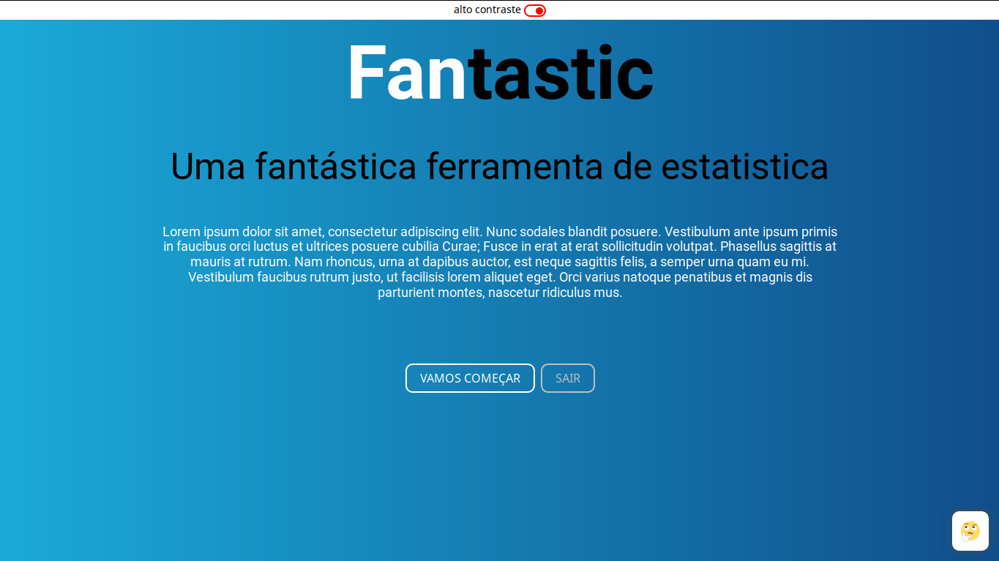 alto contraste
Fantastic
Uma fantástica ferramenta de estatistica
Lorem ipsum dolor sit amet, consectetur adipiscing elit. Nunc sodales blandit posuere. Vestibulum ante ipsum primis
in faucibus orci luctus et ultrices posuere cubilia Curae; Fusce in erat at erat sollicitudin volutpat. Phasellus sagittis at
mauris at rutrum. Nam rhoncus, urna at dapibus auctor, est neque sagittis felis, a semper urna quam eu mi.
Vestibulum faucibus rutrum justo, ut facilisis lorem aliquet eget. Orci varius natoque penatibus et magnis dis
parturient montes, nascetur ridiculus mus.
VAMOS COMEÇAR SAIR